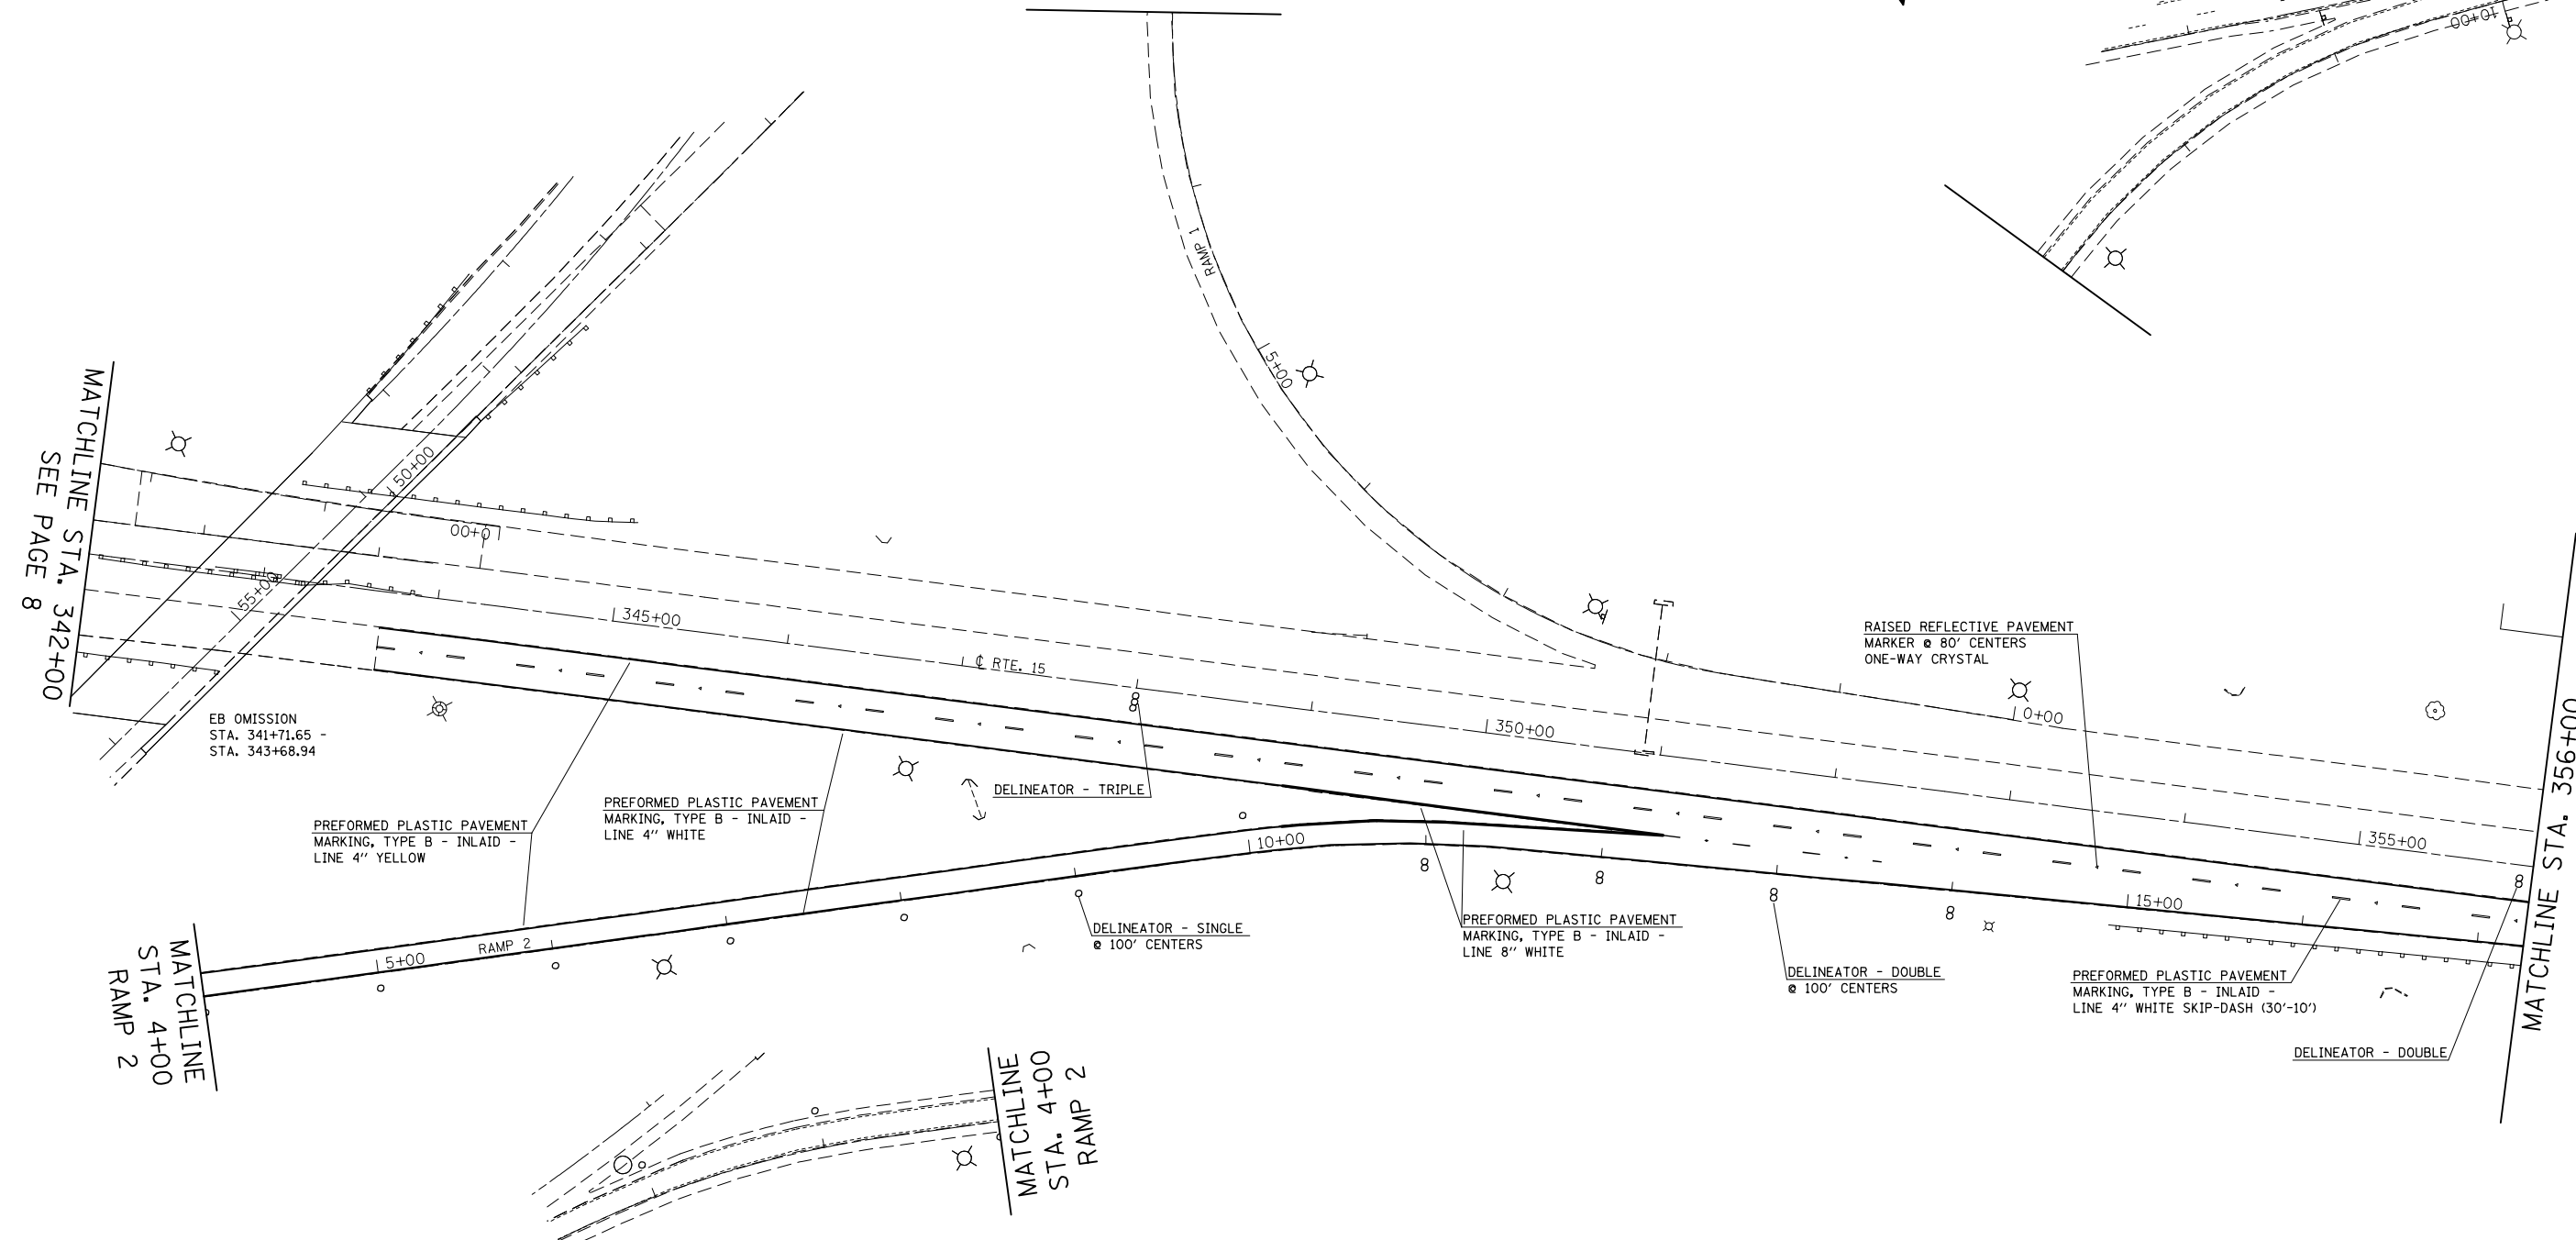 10+00
RAMP 1
5+00
MATCHLINE STA. 342+00
SEE PAGE 8
50+00
0+00
55+00
345+00
℄ RTE. 15
350+00
0+00
355+00
MATCHLINE STA. 356+00
RAISED REFLECTIVE PAVEMENT
MARKER @ 80' CENTERS
ONE-WAY CRYSTAL
EB OMISSION
STA. 341+71.65 -
STA. 343+68.94
PREFORMED PLASTIC PAVEMENT
MARKING, TYPE B - INLAID -
LINE 4" YELLOW
PREFORMED PLASTIC PAVEMENT
MARKING, TYPE B - INLAID -
LINE 4" WHITE
DELINEATOR - TRIPLE
10+00
15+00
RAMP 2
5+00
DELINEATOR - SINGLE
@ 100' CENTERS
PREFORMED PLASTIC PAVEMENT
MARKING, TYPE B - INLAID -
LINE 8" WHITE
DELINEATOR - DOUBLE
@ 100' CENTERS
PREFORMED PLASTIC PAVEMENT
MARKING, TYPE B - INLAID -
LINE 4" WHITE SKIP-DASH (30'-10')
DELINEATOR - DOUBLE
MATCHLINE
STA. 4+00
RAMP 2
MATCHLINE
STA. 4+00
RAMP 2